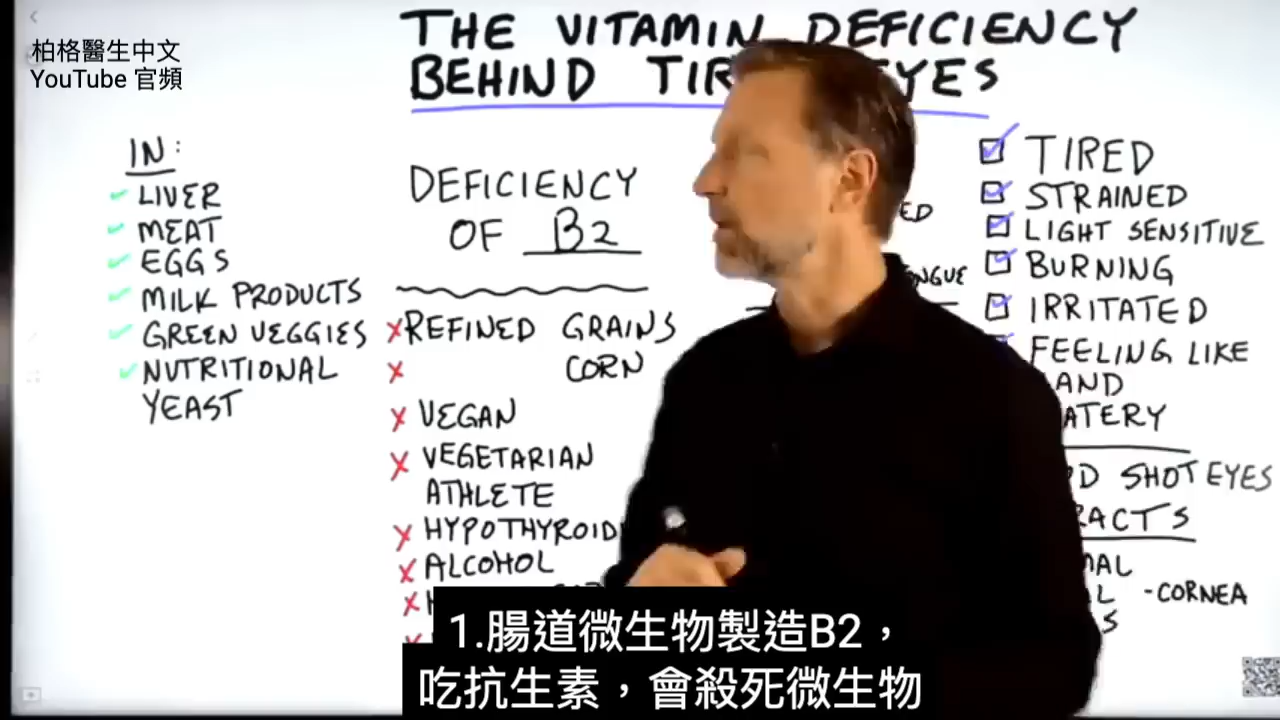 柏格醫生中文
YouTube 官頻
THE VITAMIN DEFICIENCY
BEHIND EYES
IN:
LIVER
MEAT
EGGS
MILK PRODUCTS
GREEN VEGGIES
NUTRITIONAL
YEAST
DEFICIENCY
OF B2
REFINED GRAINS
CORN
VEGAN
VEGETARIAN
ATHLETE
HYPOTHYROID
ALCOHOL
TIRED
STRAINED
LIGHT SENSITIVE
BURNING
IRRITATED
FEELING LIKE
SHOT EYES
-CORNEA
1.腸道微生物製造B2，
吃抗生素，會殺死微生物